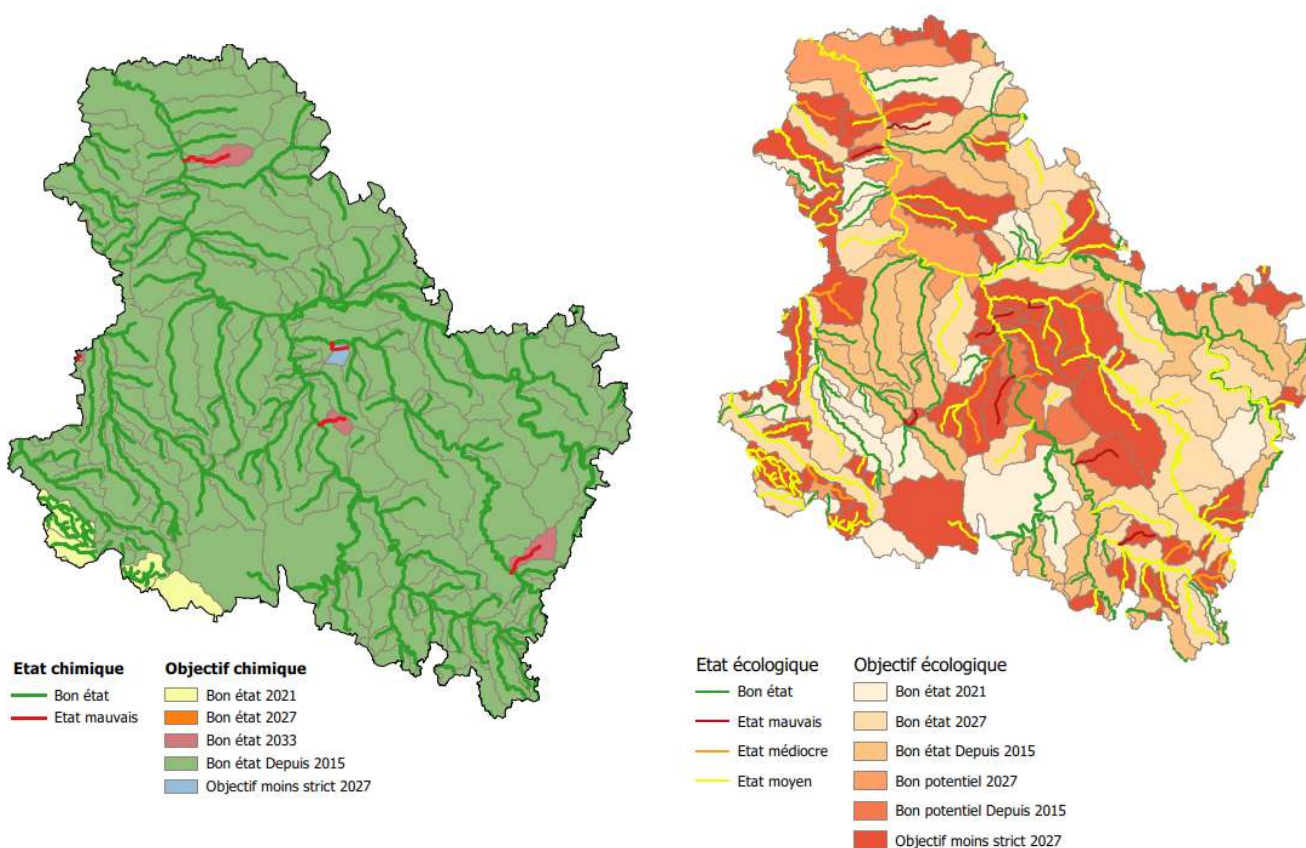 Etat chimique
Bon état
Etat mauvais
Objectif chimique
Bon état 2021
Bon état 2027
Bon état 2033
Bon état Depuis 2015
Objectif moins strict 2027
Etat écologique
Bon état
Etat mauvais
Etat médiocre
Etat moyen
Objectif écologique
Bon état 2021
Bon état 2027
Bon état Depuis 2015
Bon potentiel 2027
Bon potentiel Depuis 2015
Objectif moins strict 2027